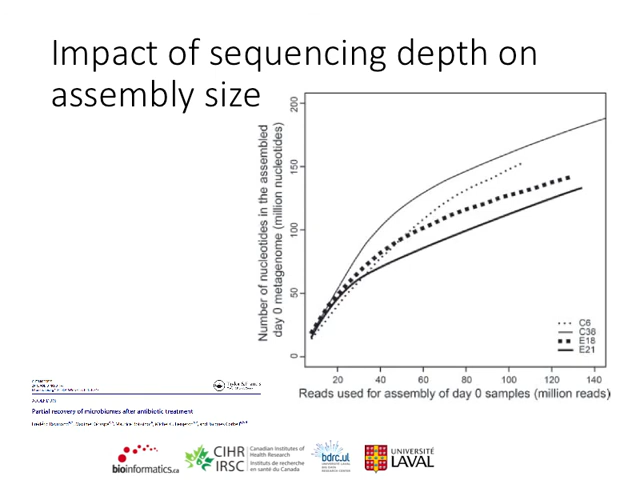 Impact of sequencing depth on
assembly size
Number of nucleotides in the assembled
day 0 metagenome (million nucleotides)
200
150
100
50
0
C6
C38
E18
E21
20 40 60 80 100 120 140
Reads used for assembly of day 0 samples (million reads)
Taylor & Francis
Partial recovery of microbiomes after antibiotic treatment
bioinformatics.ca
CIHR
IRSC
Canadian Institutes of
Health Research
Instituts de recherche
en santé du Canada
bdrc.ul
UNIVERSITÉ
LAVAL